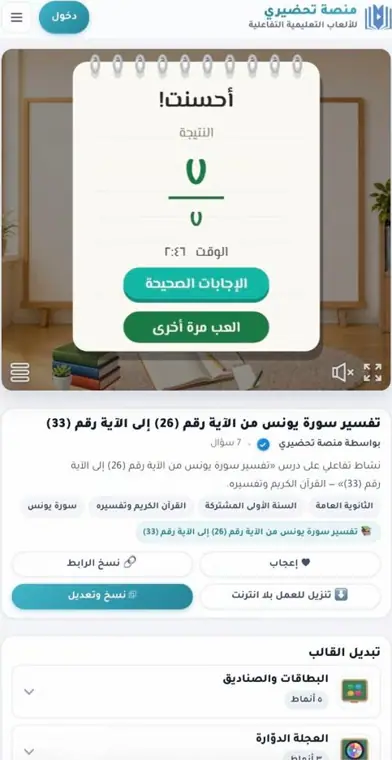 منصة تحضيري
للألعاب التعليمية التفاعلية
دخول
أحسنت!
النتيجة
٧
٧
الوقت ٢:٤٦
الإجابات الصحيحة
العب مرة أخرى
تفسير سورة يونس من الآية رقم (26) إلى الآية رقم (33)
بواسطة منصة تحضيري · 7 سؤال
نشاط تفاعلي على درس «تفسير سورة يونس من الآية رقم (26) إلى الآية
رقم (33)» – القرآن الكريم وتفسيره.
الثانوية العامة السنة الأولى المشتركة القرآن الكريم وتفسيره سورة يونس
تفسير سورة يونس من الآية رقم (26) إلى الآية رقم (33)
إعجاب نسخ الرابط
تنزيل للعمل بلا انترنت نسخ وتعديل
تبديل القالب
البطاقات والصناديق
٥ أنماط
العجلة الدوّارة
٣ أنماط